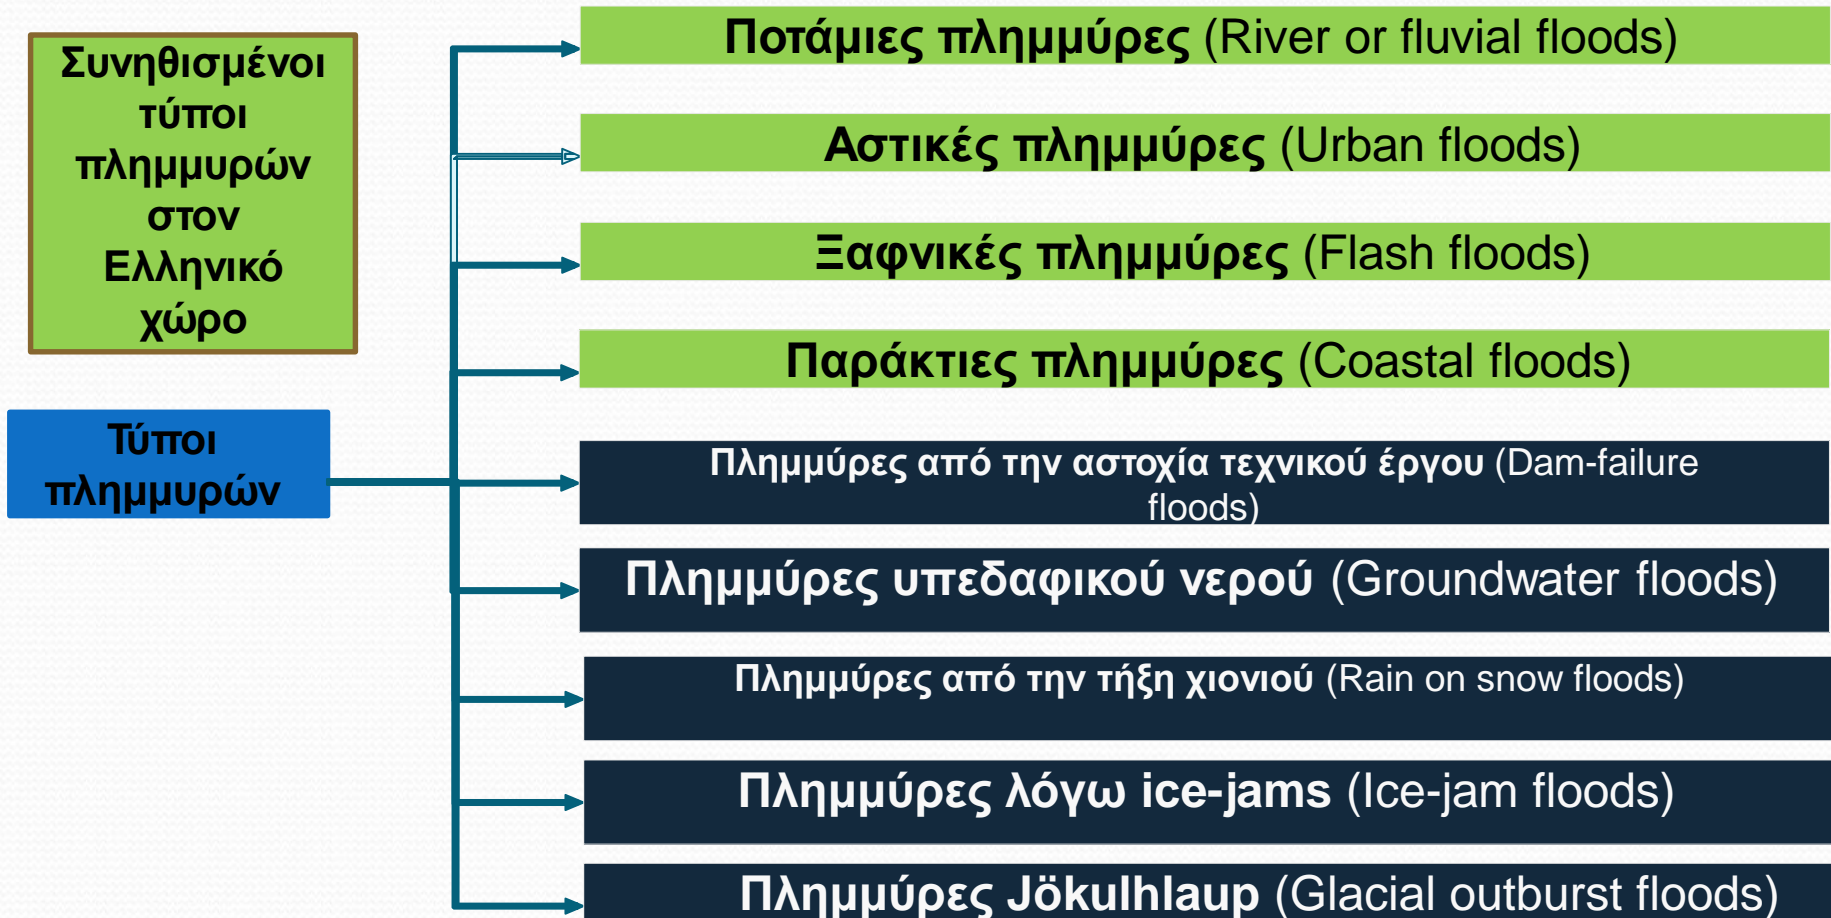 Συνηθισμένοι
τύποι
πλημμυρών
στον
Ελληνικό
χώρο
Τύποι
πλημμυρών
Ποτάμιες πλημμύρες (River or fluvial floods)
Αστικές πλημμύρες (Urban floods)
Ξαφνικές πλημμύρες (Flash floods)
Παράκτιες πλημμύρες (Coastal floods)
Πλημμύρες από την αστοχία τεχνικού έργου (Dam-failure
floods)
Πλημμύρες υπεδαφικού νερού (Groundwater floods)
Πλημμύρες από την τήξη χιονιού (Rain on snow floods)
Πλημμύρες λόγω ice-jams (Ice-jam floods)
Πλημμύρες Jökulhlaup (Glacial outburst floods)